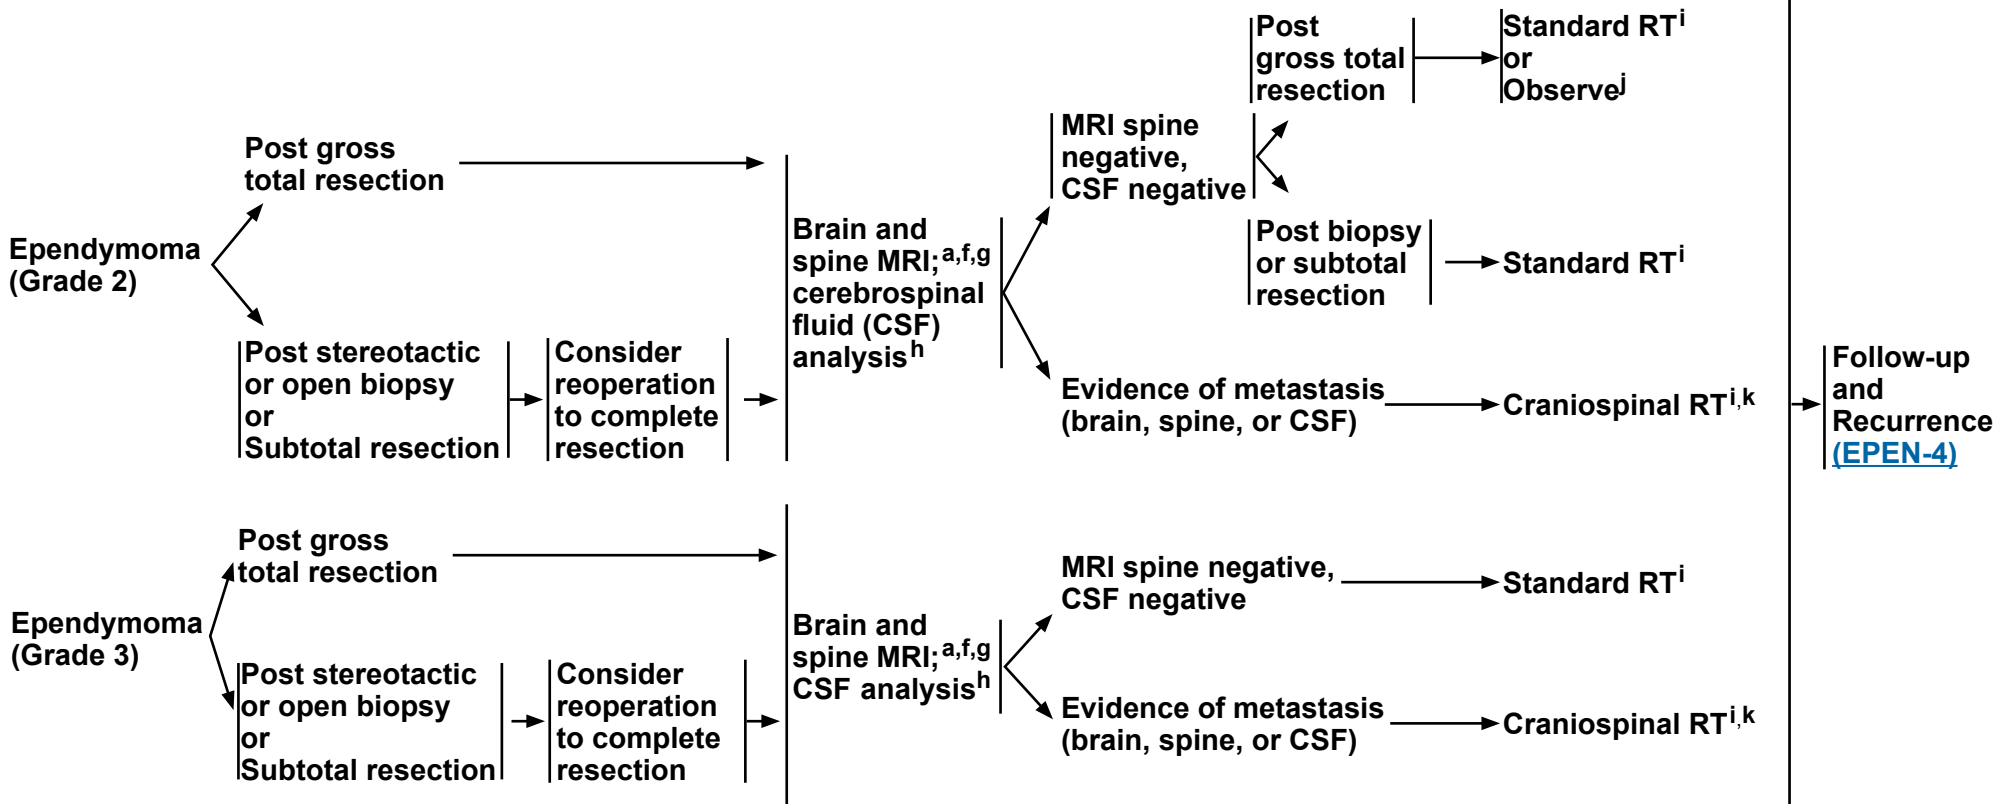 Ependymoma
(Grade 2)
Post gross
total resection
Post stereotactic
or open biopsy
or
Subtotal resection
Consider
reoperation
to complete
resection
Brain and
spine MRI;a,f,g
cerebrospinal
fluid (CSF)
analysish
MRI spine
negative,
CSF negative
Post
gross total
resection
Standard RTi
or
Observej
Post biopsy
or subtotal
resection
Standard RTi
Evidence of metastasis
(brain, spine, or CSF)
Craniospinal RTi,k
Ependymoma
(Grade 3)
Post gross
total resection
Post stereotactic
or open biopsy
or
Subtotal resection
Consider
reoperation
to complete
resection
Brain and
spine MRI;a,f,g
CSF analysish
MRI spine negative,
CSF negative
Standard RTi
Evidence of metastasis
(brain, spine, or CSF)
Craniospinal RTi,k
Follow-up
and
Recurrence
(EPEN-4)